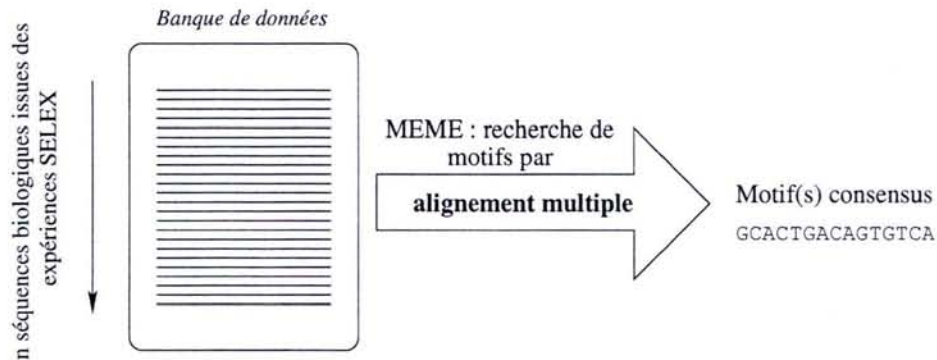 Banque de données
n séquences biologiques issues des
expériences SELEX
MEME : recherche de
motifs par
alignement multiple
Motif(s) consensus
GCACTGACAGTGTCA